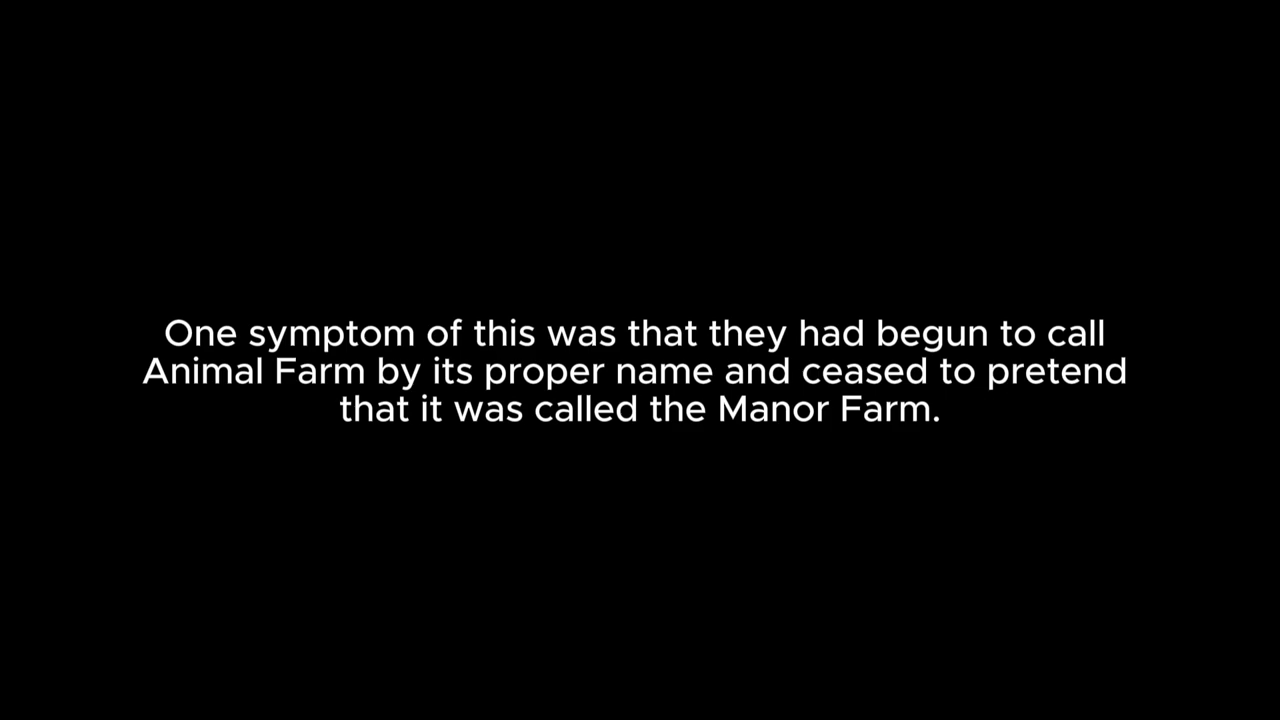 One symptom of this was that they had begun to call
Animal Farm by its proper name and ceased to pretend
that it was called the Manor Farm.